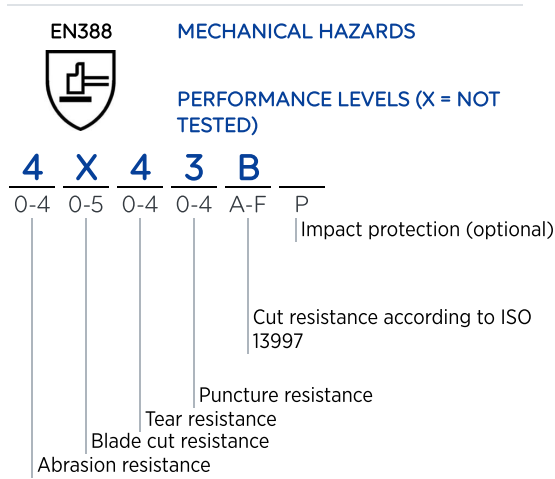 EN388
MECHANICAL HAZARDS
PERFORMANCE LEVELS (X = NOT
TESTED)
4 X 4 3 B
0-4 0-5 0-4 0-4 A-F P
Impact protection (optional)
Cut resistance according to ISO
13997
Puncture resistance
Tear resistance
Blade cut resistance
Abrasion resistance